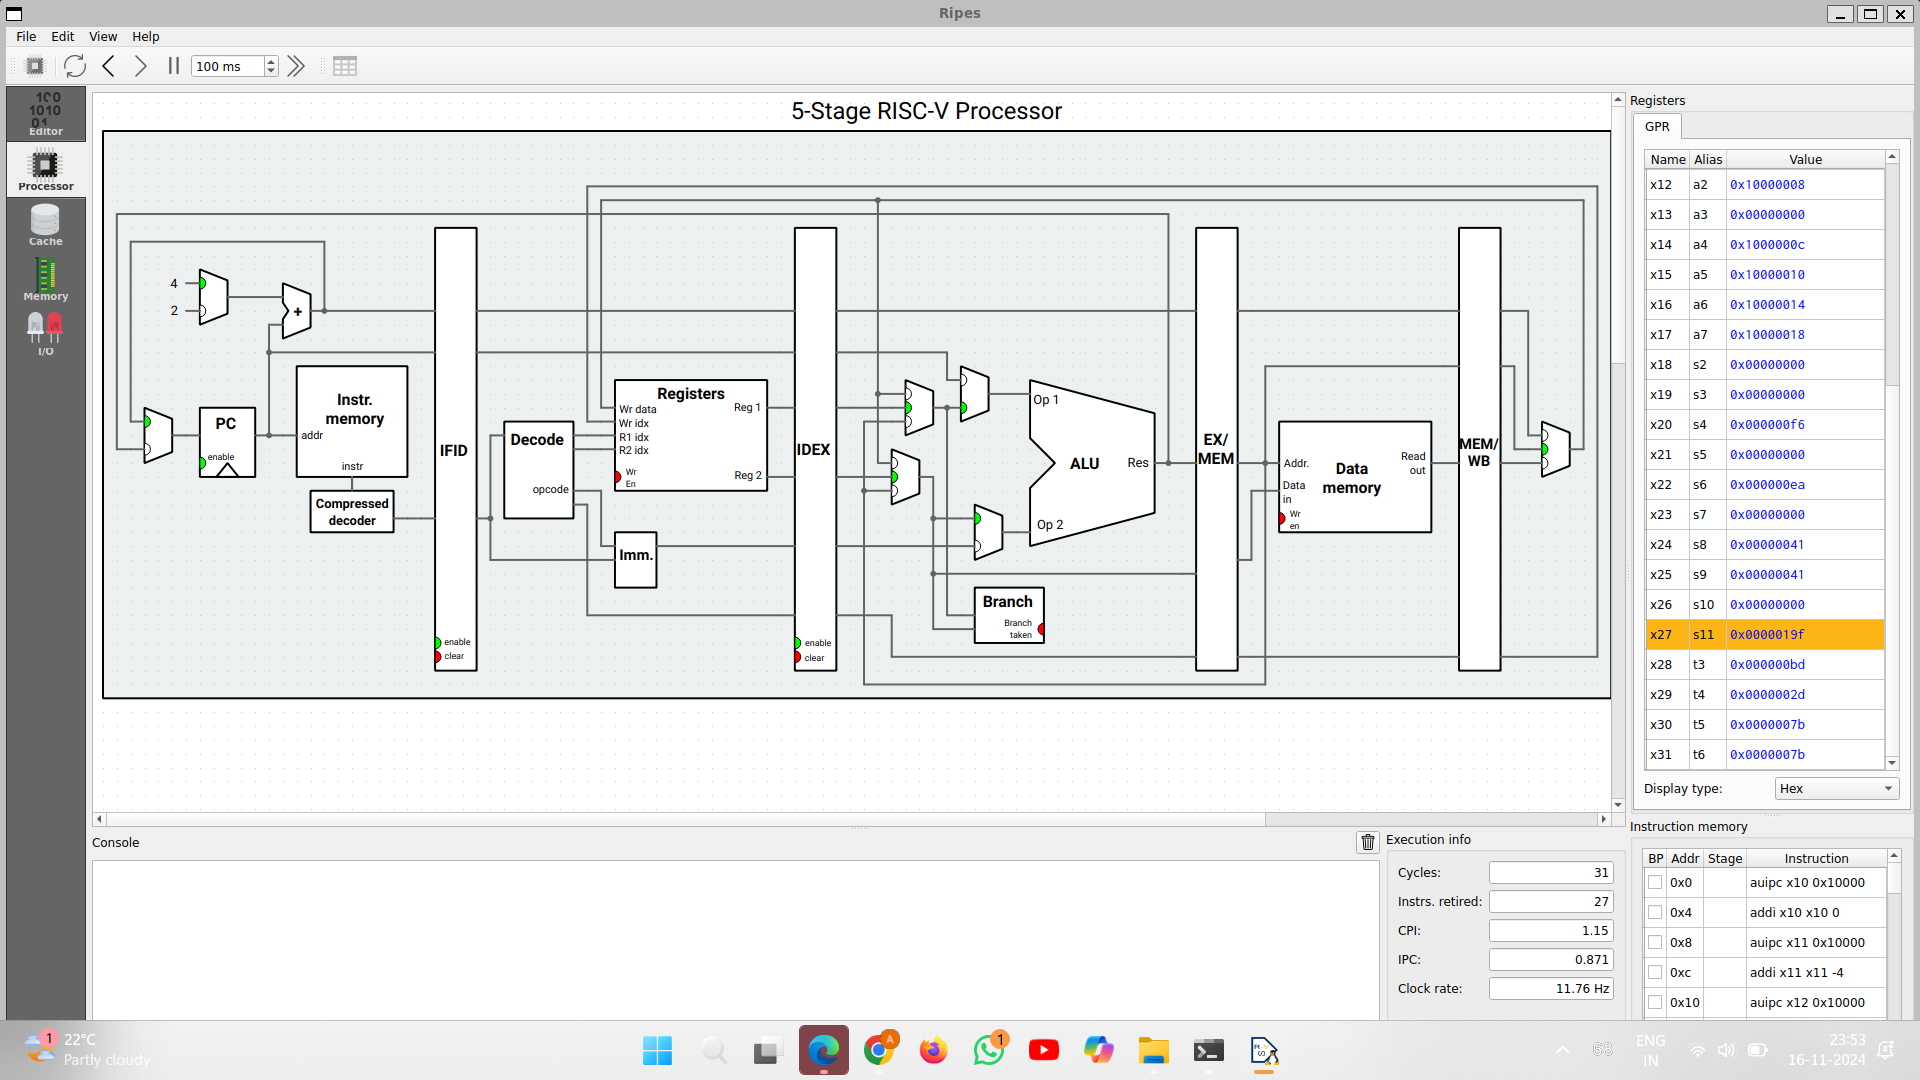 Ripes
File Edit View Help
100 ms
Editor
Processor
Cache
Memory
I/O
5-Stage RISC-V Processor
4
2
+
PC
enable
Instr.
memory
addr
instr
Compressed
decoder
IFID
enable
clear
Decode
opcode
Registers
Wr data
Wr idx
R1 idx
R2 idx
Wr
En
Reg 1
Reg 2
Imm.
IDEX
enable
clear
Op 1
ALU
Res
Op 2
Branch
Branch
taken
EX/
MEM
Addr.
Data
in
Wr
en
Data
memory
Read
out
MEM/
WB
Registers
GPR
Name Alias Value
x12 a2 0x10000008
x13 a3 0x00000000
x14 a4 0x1000000c
x15 a5 0x10000010
x16 a6 0x10000014
x17 a7 0x10000018
x18 s2 0x00000000
x19 s3 0x00000000
x20 s4 0x000000f6
x21 s5 0x00000000
x22 s6 0x000000ea
x23 s7 0x00000000
x24 s8 0x00000041
x25 s9 0x00000041
x26 s10 0x00000000
x27 s11 0x0000019f
x28 t3 0x000000bd
x29 t4 0x0000002d
x30 t5 0x0000007b
x31 t6 0x0000007b
Display type: Hex
Console
Execution info
Cycles: 31
Instrs. retired: 27
CPI: 1.15
IPC: 0.871
Clock rate: 11.76 Hz
Instruction memory
BP Addr Stage Instruction
0x0 auipc x10 0x10000
0x4 addi x10 x10 0
0x8 auipc x11 0x10000
0xc addi x11 x11 -4
0x10 auipc x12 0x10000
1
22°C
Partly cloudy
A
1
68
ENG
IN
23:53
16-11-2024